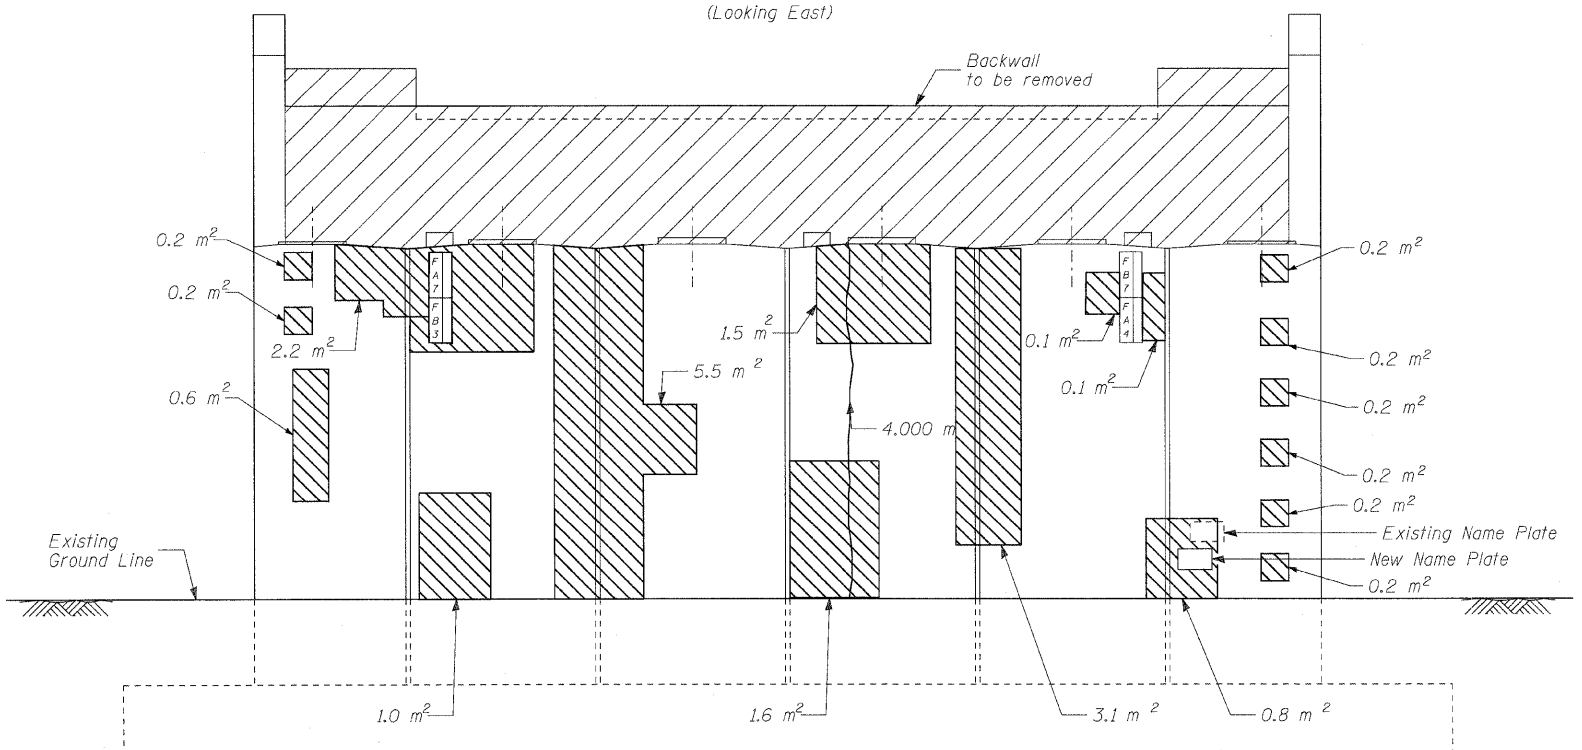 (Looking East)
Backwall
to be removed
0.2 m²
0.2 m²
2.2 m²
0.6 m²
F
A
7
F
B
3
5.5 m²
1.5 m²
4.000 m
F
B
7
F
A
4
0.1 m²
0.1 m²
0.2 m²
0.2 m²
0.2 m²
0.2 m²
0.2 m²
Existing Name Plate
New Name Plate
0.2 m²
Existing
Ground Line
1.0 m²
1.6 m²
3.1 m²
0.8 m²